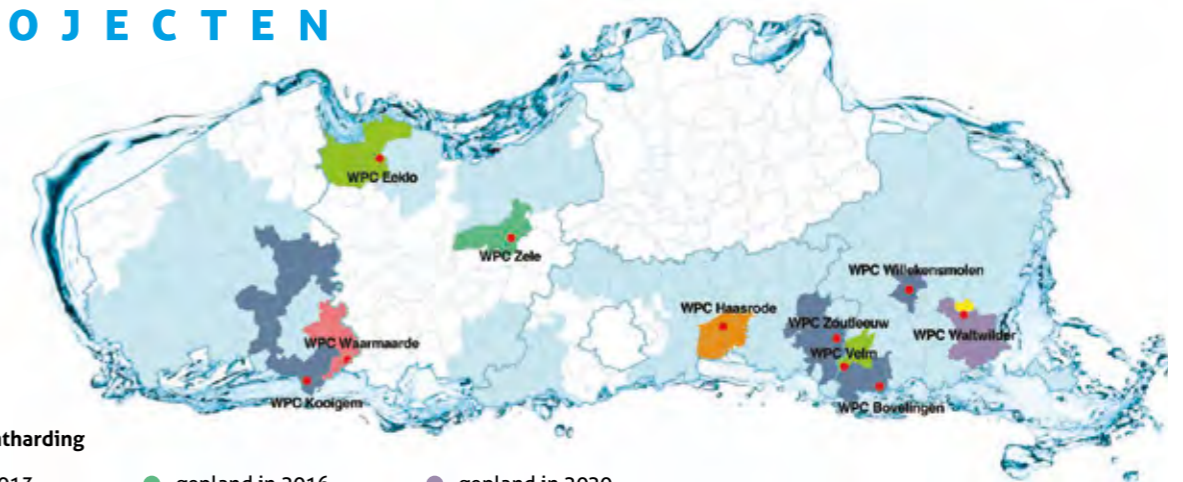 OJECTEN
WPC Eeklo
WPC Zele
WPC Willekensmolen
WPC Haasrode
WPC Zoutleeuw
WPC Waltwilder
WPC Waarmaarde
WPC Velm
WPC Kooigem
WPC Bovelingen
ntharding
gepland in 2016
gepland in 2020